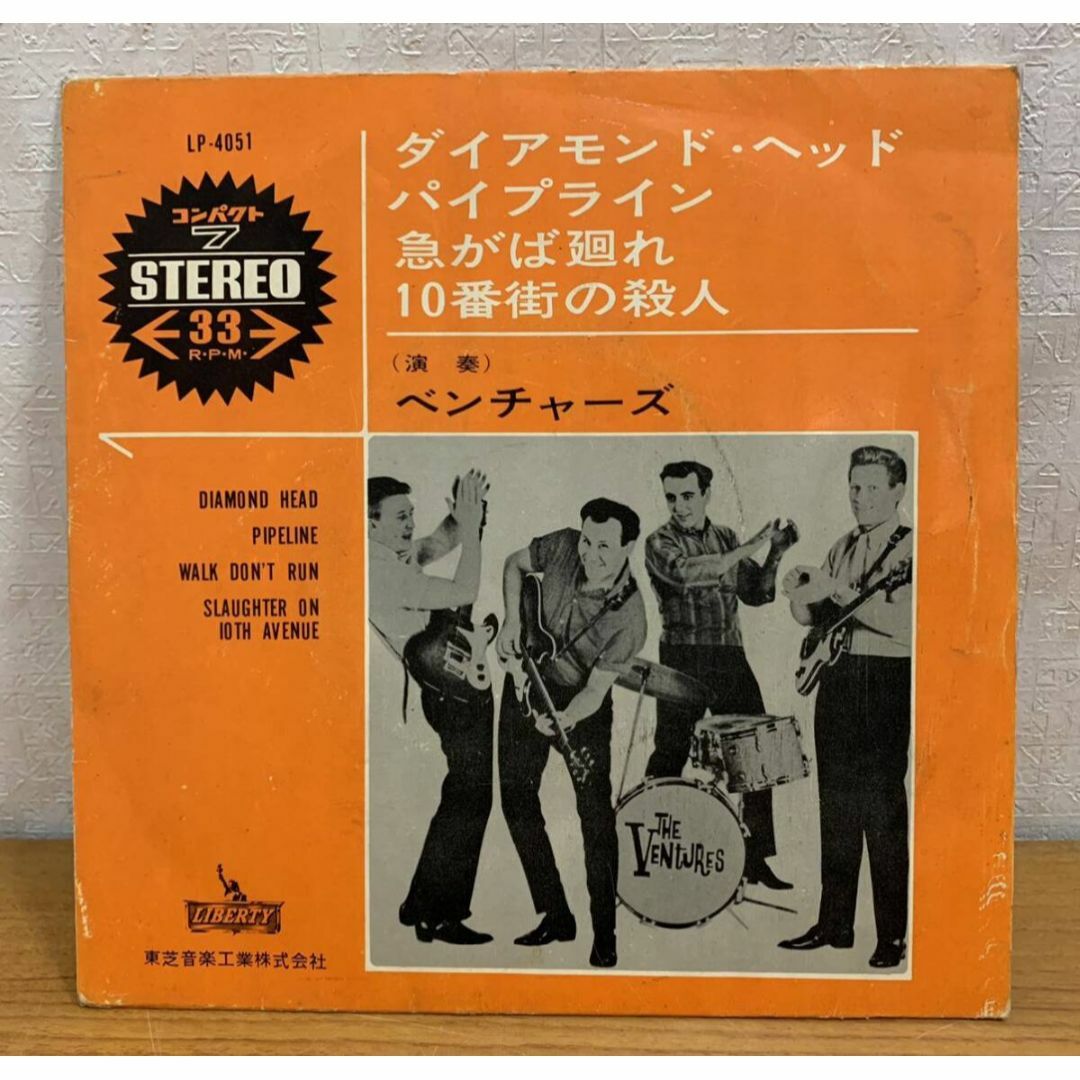 LP-4051
コンパクト
7
STEREO
33
R・P・M・
ダイアモンド・ヘッド
パイプライン
急がば廻れ
10番街の殺人
（演 奏）
ベンチャーズ
DIAMOND HEAD
PIPELINE
WALK DON'T RUN
SLAUGHTER ON
10TH AVENUE
THE
VENTURES
LIBERTY
東芝音楽工業株式会社